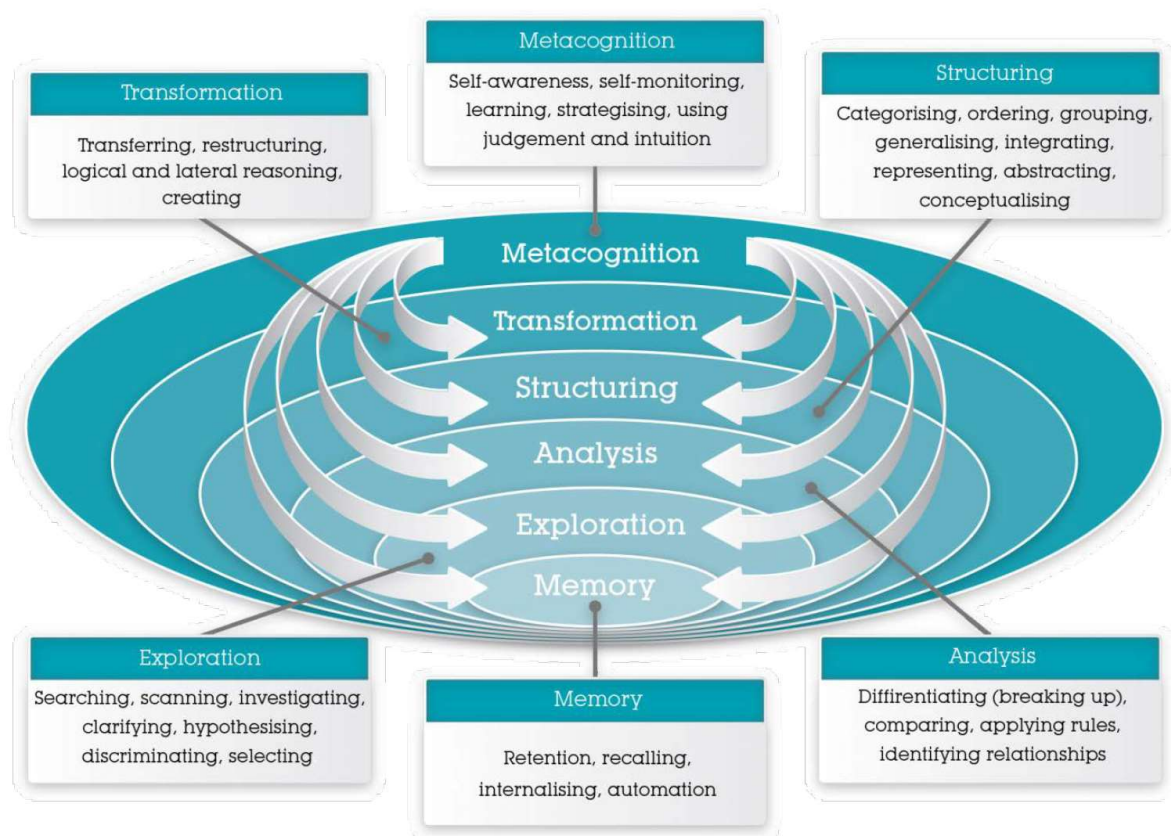 Metacognition
Self-awareness, self-monitoring,
learning, strategising, using
judgement and intuition
Transformation
Transferring, restructuring,
logical and lateral reasoning,
creating
Structuring
Categorising, ordering, grouping,
generalising, integrating,
representing, abstracting,
conceptualising
Metacognition
Transformation
Structuring
Analysis
Exploration
Memory
Exploration
Searching, scanning, investigating,
clarifying, hypothesising,
discriminating, selecting
Memory
Retention, recalling,
internalising, automation
Analysis
Diffirentiating (breaking up),
comparing, applying rules,
identifying relationships